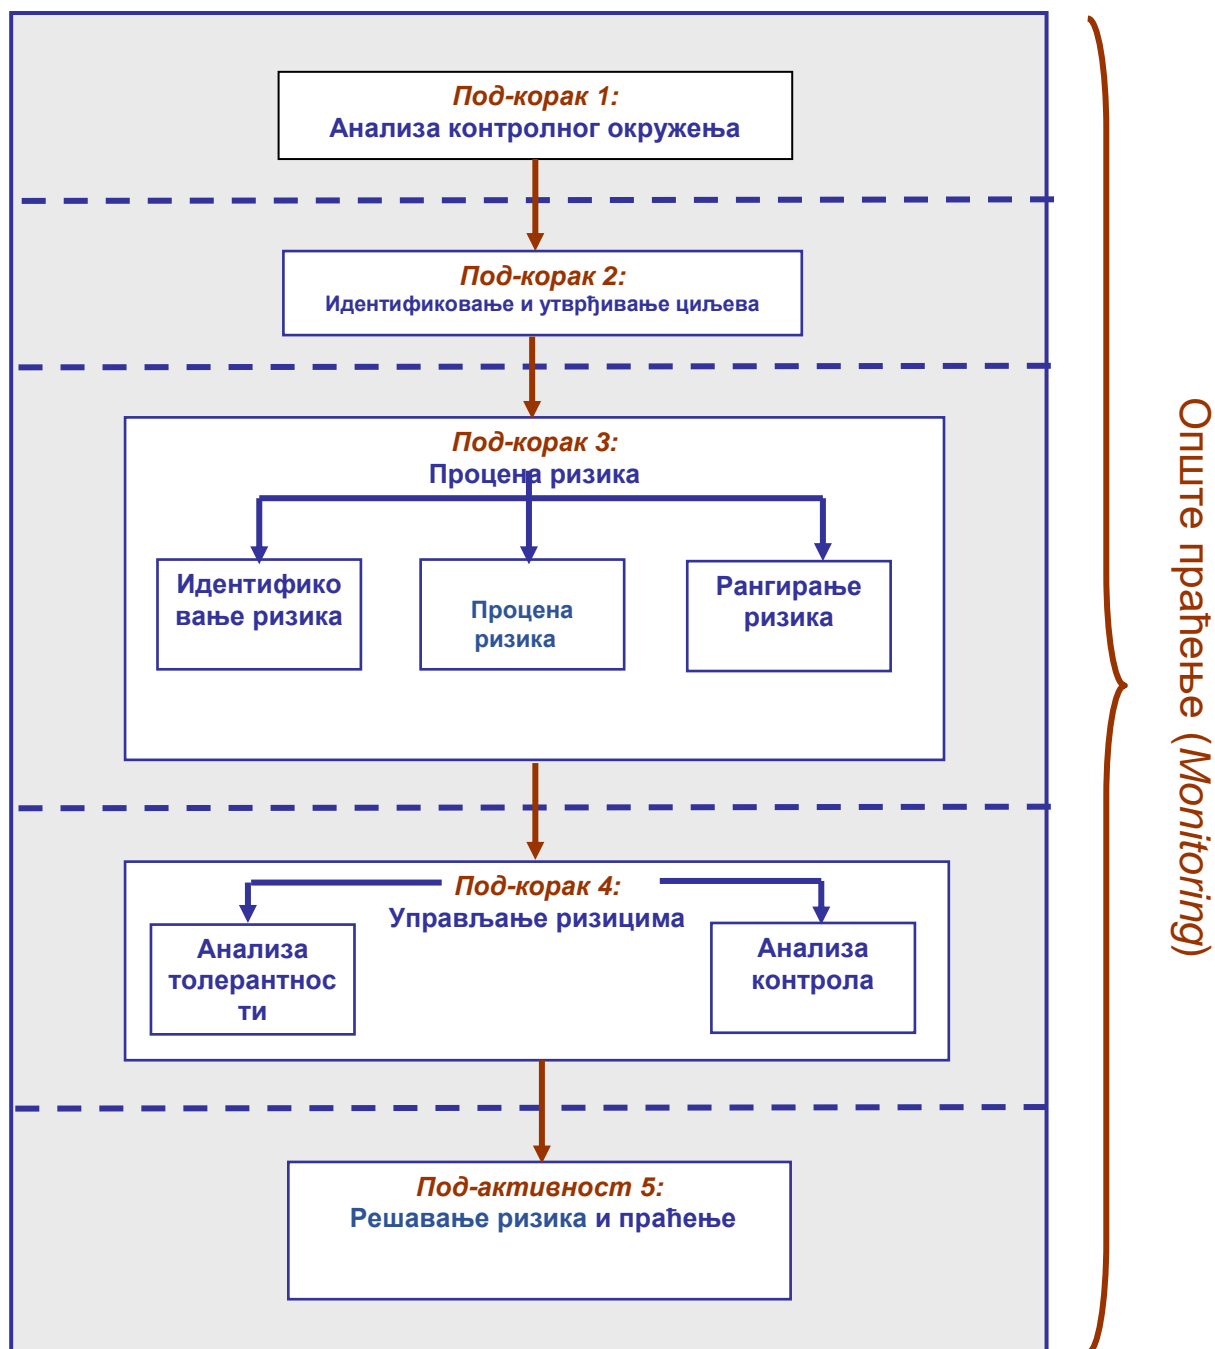 Под-корак 1:
Анализа контролног окружења
Под-корак 2:
Идентификовање и утврђивање циљева
Под-корак 3:
Процена ризика
Идентифико
вање ризика
Процена
ризика
Рангирање
ризика
Под-корак 4:
Управљање ризицима
Анализа
толерантнос
ти
Анализа
контрола
Под-активност 5:
Решавање ризика и праћење
Опште праћење (Monitoring)